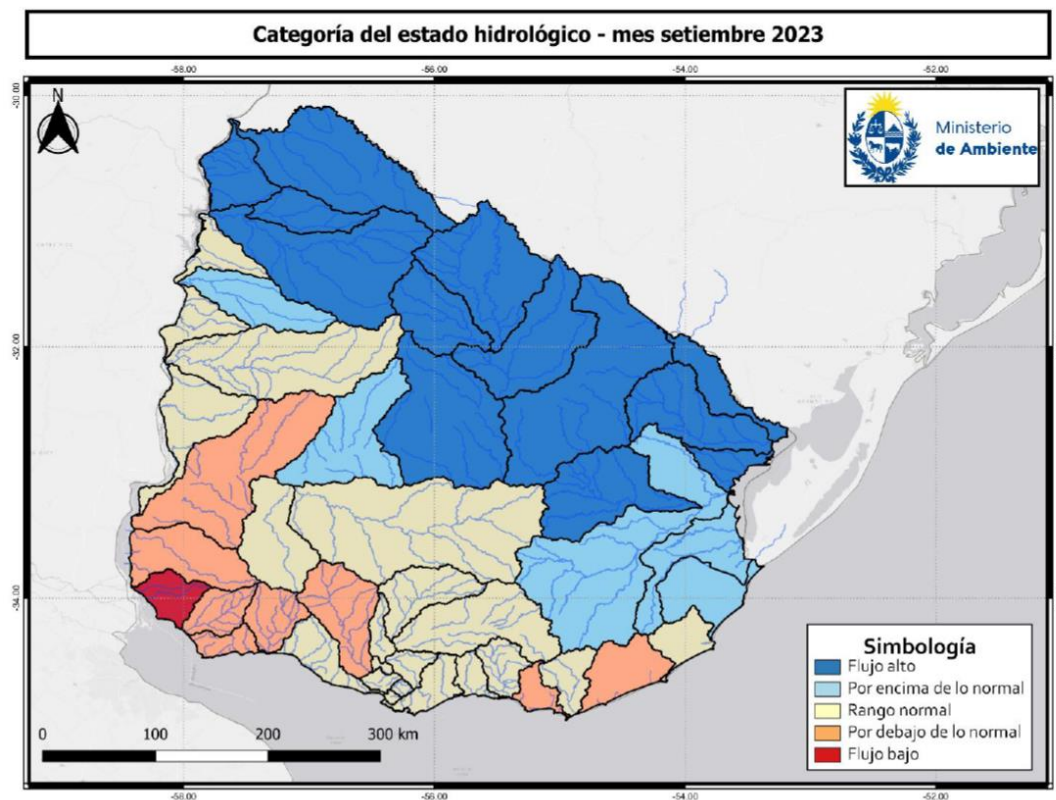 Categoría del estado hidrológico - mes setiembre 2023
-58.00 -56.00 -54.00 -52.00
-30.00
N
Ministerio
de Ambiente
-32.00
-34.00
Simbología
Flujo alto
Por encima de lo normal
Rango normal
Por debajo de lo normal
Flujo bajo
0 100 200 300 km
-58.00 -56.00 -54.00 -52.00